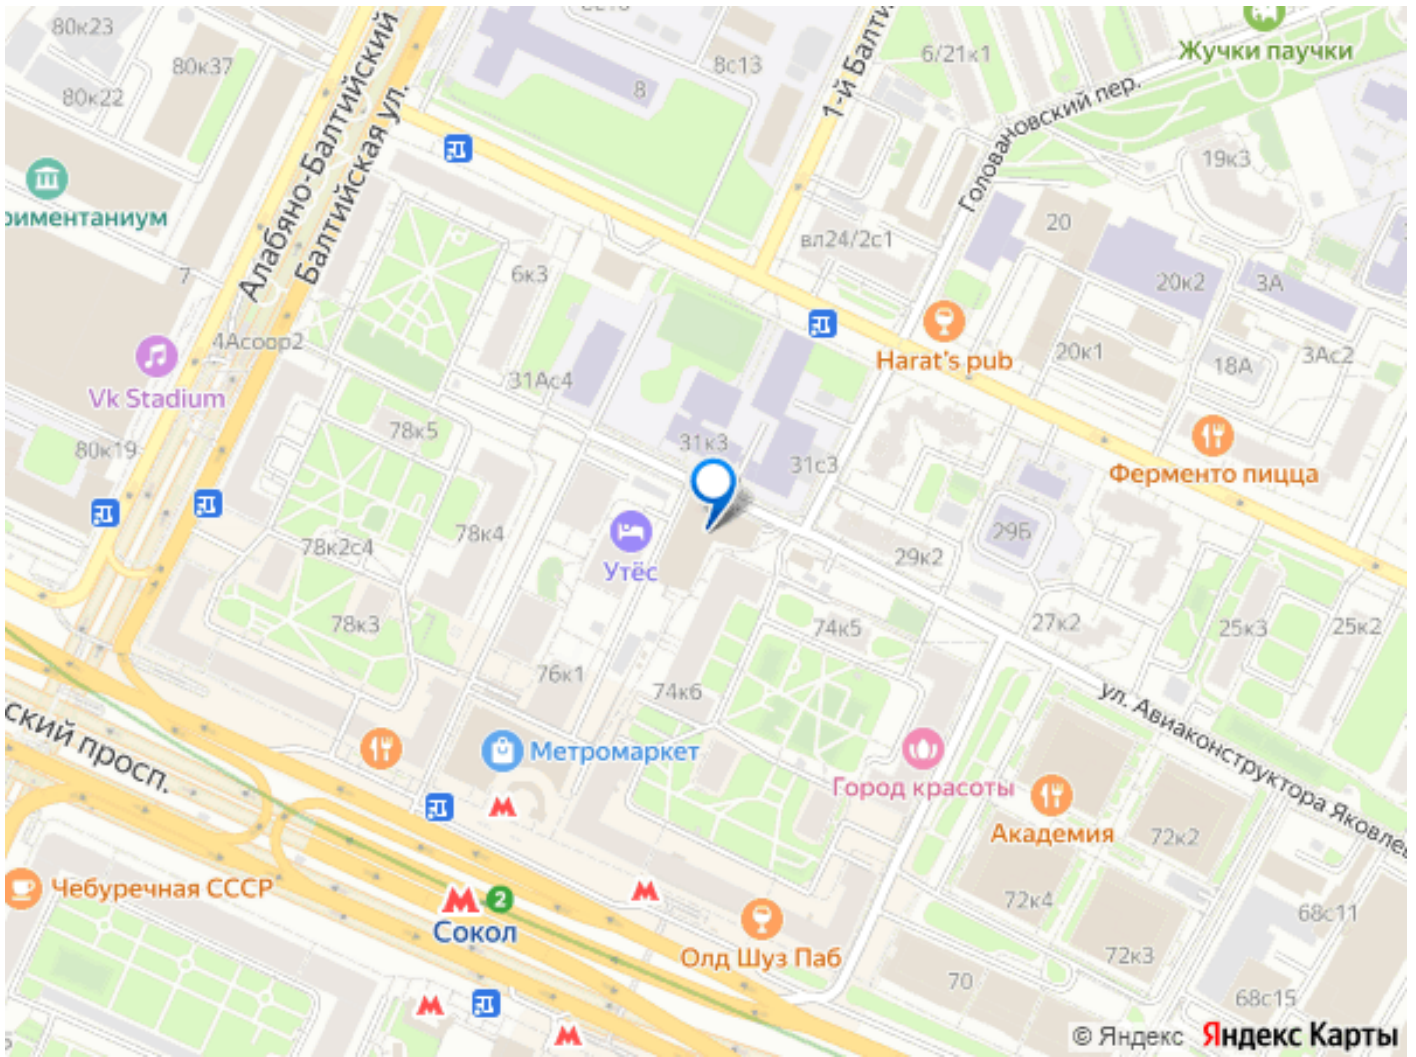 80к23
8с13
6/21к1
Жучки паучки
80к37
80к22
8
Алабяно-Балтийский
Балтийская ул.
1-й Балти
Головановский пер.
19к3
риментаниум
20
вл24/2с1
7
6к3
20к2
3А
4Асоор2
Harat's pub
20к1
3Ас2
18А
Vk Stadium
31Ас4
78к5
31к3
80к19
31с3
Ферменто пицца
78к4
29Б
78к2с4
29к2
Утёс
78к3
74к5
27к2
25к3
25к2
76к1
74к6
ул. Авиаконструктора Яковлев
ский просп.
Метромаркет
Город красоты
Академия
72к2
Чебуречная СССР
2
Сокол
72к4
68с11
Олд Шуз Паб
72к3
70
68с15
© Яндекс Яндекс Карты